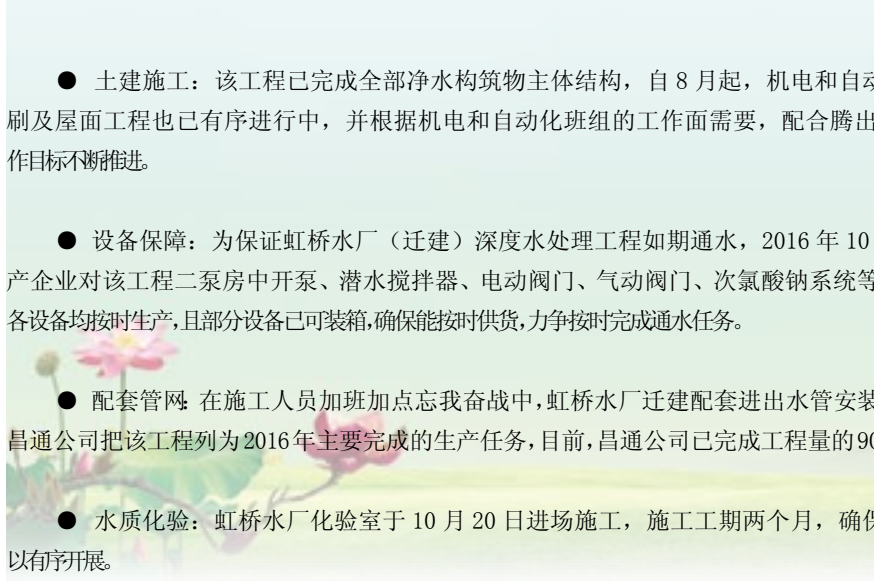 ● 土建施工：该工程已完成全部净水构筑物主体结构，自 8 月起，机电和自动
刷及屋面工程也已有序进行中，并根据机电和自动化班组的工作面需要，配合腾出
作目标不断推进。
● 设备保障：为保证虹桥水厂（迁建）深度水处理工程如期通水，2016 年 10
产企业对该工程二泵房中开泵、潜水搅拌器、电动阀门、气动阀门、次氯酸钠系统等
各设备均按时生产,且部分设备已可装箱,确保能按时供货,力争按时完成通水任务。
● 配套管网: 在施工人员加班加点忘我奋战中,虹桥水厂迁建配套进出水管安装
昌通公司把该工程列为2016年主要完成的生产任务,目前,昌通公司已完成工程量的90
● 水质化验：虹桥水厂化验室于 10 月 20 日进场施工，施工工期两个月，确保
以有序开展。